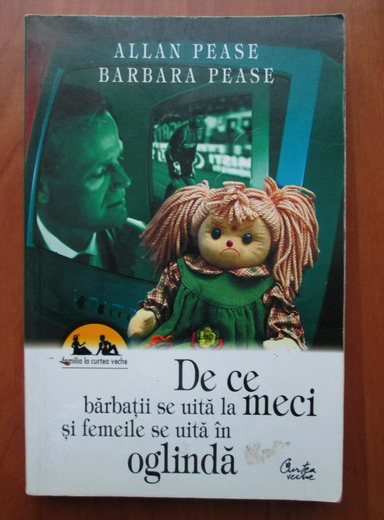 ALLAN PEASE
BARBARA PEASE
familia la curtea veche
De ce
bărbații se uită la meci
și femeile se uită în
oglindă
Curtea
veche